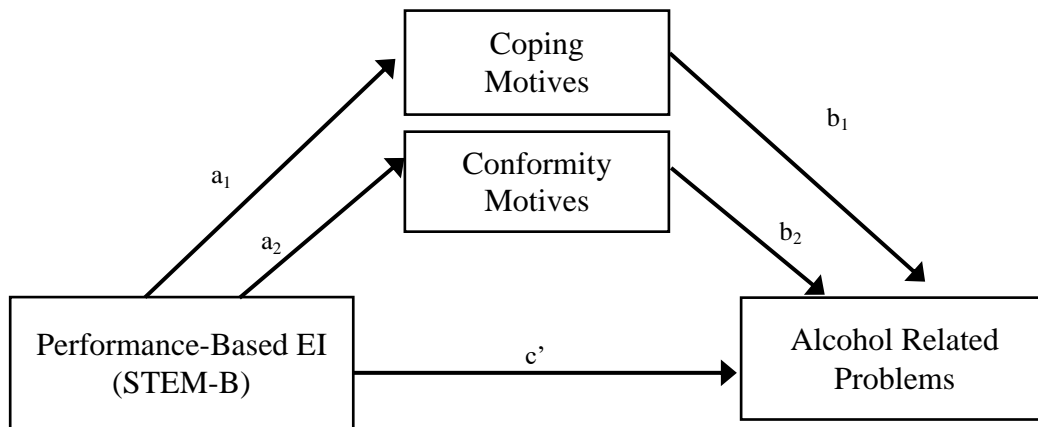 Coping
Motives
b₁
Conformity
Motives
a₁
a₂
b₂
Performance-Based EI
(STEM-B)
c’
Alcohol Related
Problems